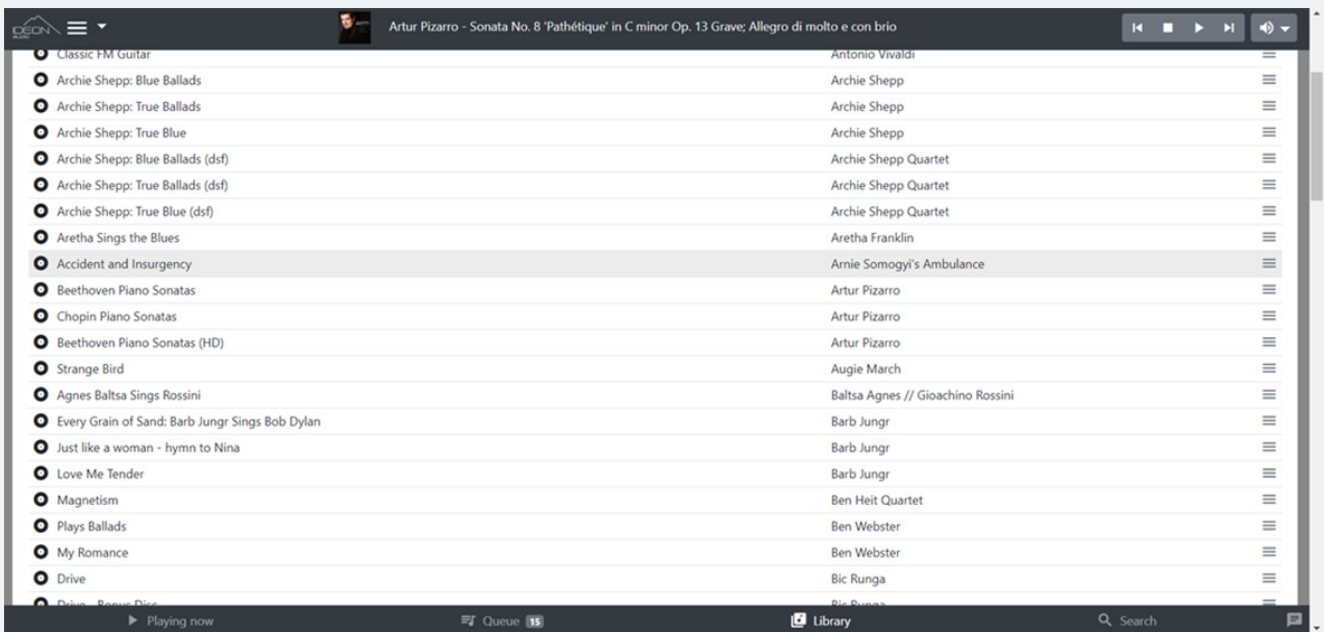 IDEON
AUDIO
Artur Pizarro - Sonata No. 8 'Pathétique' in C minor Op. 13 Grave; Allegro di molto e con brio
Classic FM Guitar Antonio Vivaldi
Archie Shepp: Blue Ballads Archie Shepp
Archie Shepp: True Ballads Archie Shepp
Archie Shepp: True Blue Archie Shepp
Archie Shepp: Blue Ballads (dsf) Archie Shepp Quartet
Archie Shepp: True Ballads (dsf) Archie Shepp Quartet
Archie Shepp: True Blue (dsf) Archie Shepp Quartet
Aretha Sings the Blues Aretha Franklin
Accident and Insurgency Arnie Somogyi's Ambulance
Beethoven Piano Sonatas Artur Pizarro
Chopin Piano Sonatas Artur Pizarro
Beethoven Piano Sonatas (HD) Artur Pizarro
Strange Bird Augie March
Agnes Baltsa Sings Rossini Baltsa Agnes // Gioachino Rossini
Every Grain of Sand: Barb Jungr Sings Bob Dylan Barb Jungr
Just like a woman - hymn to Nina Barb Jungr
Love Me Tender Barb Jungr
Magnetism Ben Heit Quartet
Plays Ballads Ben Webster
My Romance Ben Webster
Drive Bic Runga
Drive - Bonus Disc Bic Runga
Playing now Queue 15 Library Search